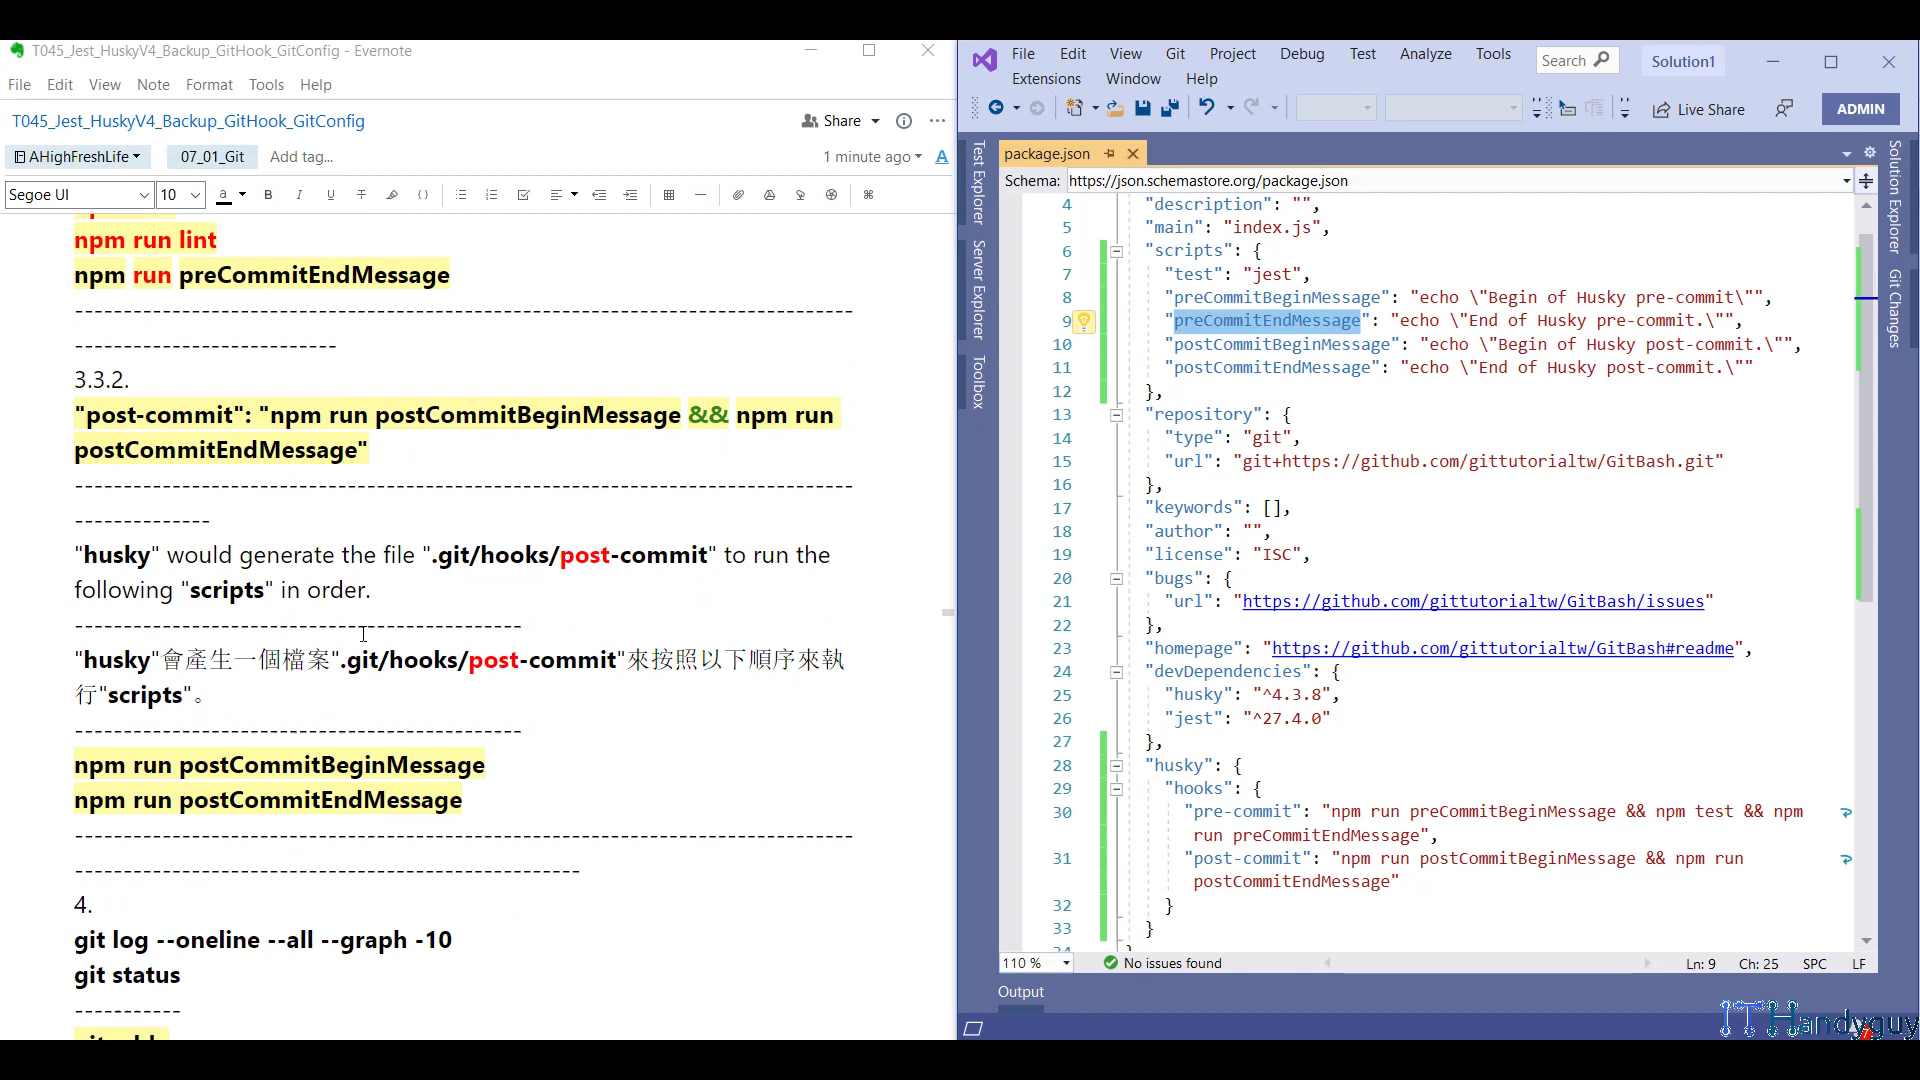 T045_Jest_HuskyV4_Backup_GitHook_GitConfig - Evernote
File Edit View Note Format Tools Help
T045_Jest_HuskyV4_Backup_GitHook_GitConfig
Share
AHighFreshLife
07_01_Git
Add tag...
1 minute ago
Segoe UI
10
npm run lint
npm run preCommitEndMessage
--------------------------------------------------------------------------------
---------------------------
3.3.2.
"post-commit": "npm run postCommitBeginMessage && npm run
postCommitEndMessage"
--------------------------------------------------------------------------------
--------------
"husky" would generate the file ".git/hooks/post-commit" to run the
following "scripts" in order.
----------------------------------------------
"husky"會產生一個檔案".git/hooks/post-commit"來按照以下順序來執
行"scripts"。
----------------------------------------------
npm run postCommitBeginMessage
npm run postCommitEndMessage
--------------------------------------------------------------------------------
----------------------------------------------------
4.
git log --oneline --all --graph -10
git status
-----------
File Edit View Git Project Debug Test Analyze Tools
Extensions Window Help
Search
Solution1
Live Share
ADMIN
Test Explorer
Server Explorer
Toolbox
Solution Explorer
Git Changes
package.json
Schema: https://json.schemastore.org/package.json
4 "description": "",
5 "main": "index.js",
6 "scripts": {
7 "test": "jest",
8 "preCommitBeginMessage": "echo \"Begin of Husky pre-commit\"",
9 "preCommitEndMessage": "echo \"End of Husky pre-commit.\"",
10 "postCommitBeginMessage": "echo \"Begin of Husky post-commit.\"",
11 "postCommitEndMessage": "echo \"End of Husky post-commit.\""
12 },
13 "repository": {
14 "type": "git",
15 "url": "git+https://github.com/gittutorialtw/GitBash.git"
16 },
17 "keywords": [],
18 "author": "",
19 "license": "ISC",
20 "bugs": {
21 "url": "https://github.com/gittutorialtw/GitBash/issues"
22 },
23 "homepage": "https://github.com/gittutorialtw/GitBash#readme",
24 "devDependencies": {
25 "husky": "^4.3.8",
26 "jest": "^27.4.0"
27 },
28 "husky": {
29 "hooks": {
30 "pre-commit": "npm run preCommitBeginMessage && npm test && npm
run preCommitEndMessage",
31 "post-commit": "npm run postCommitBeginMessage && npm run
postCommitEndMessage"
32 }
33 }
110 %
No issues found
Ln: 9 Ch: 25 SPC LF
Output
ITHandyguy